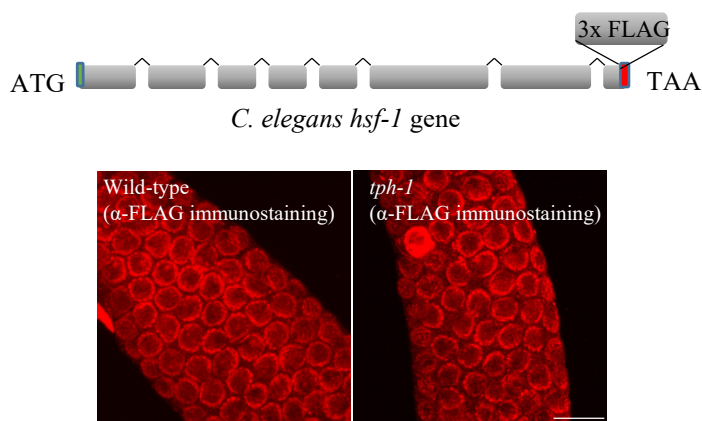 3x FLAG
ATG
TAA
C. elegans hsf-1 gene
Wild-type
(α-FLAG immunostaining)
tph-1
(α-FLAG immunostaining)